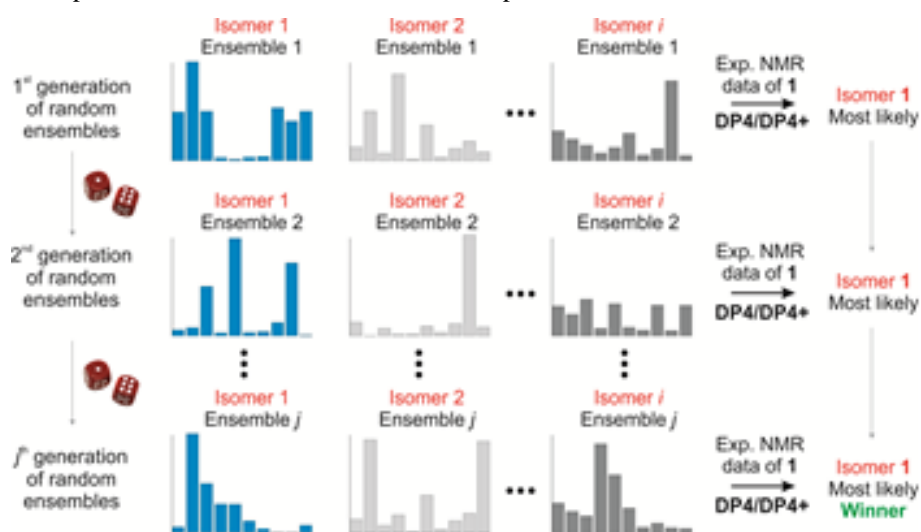 Isomer 1
Ensemble 1
Isomer 2
Ensemble 1
Isomer i
Ensemble 1
1st generation
of random
ensembles
•••
Exp. NMR
data of 1
DP4/DP4+
Isomer 1
Most likely
Isomer 1
Ensemble 2
Isomer 2
Ensemble 2
Isomer i
Ensemble 2
2nd generation
of random
ensembles
•••
Exp. NMR
data of 1
DP4/DP4+
Isomer 1
Most likely
Isomer 1
Ensemble j
Isomer 2
Ensemble j
Isomer i
Ensemble j
jth generation
of random
ensembles
•••
Exp. NMR
data of 1
DP4/DP4+
Isomer 1
Most likely
Winner